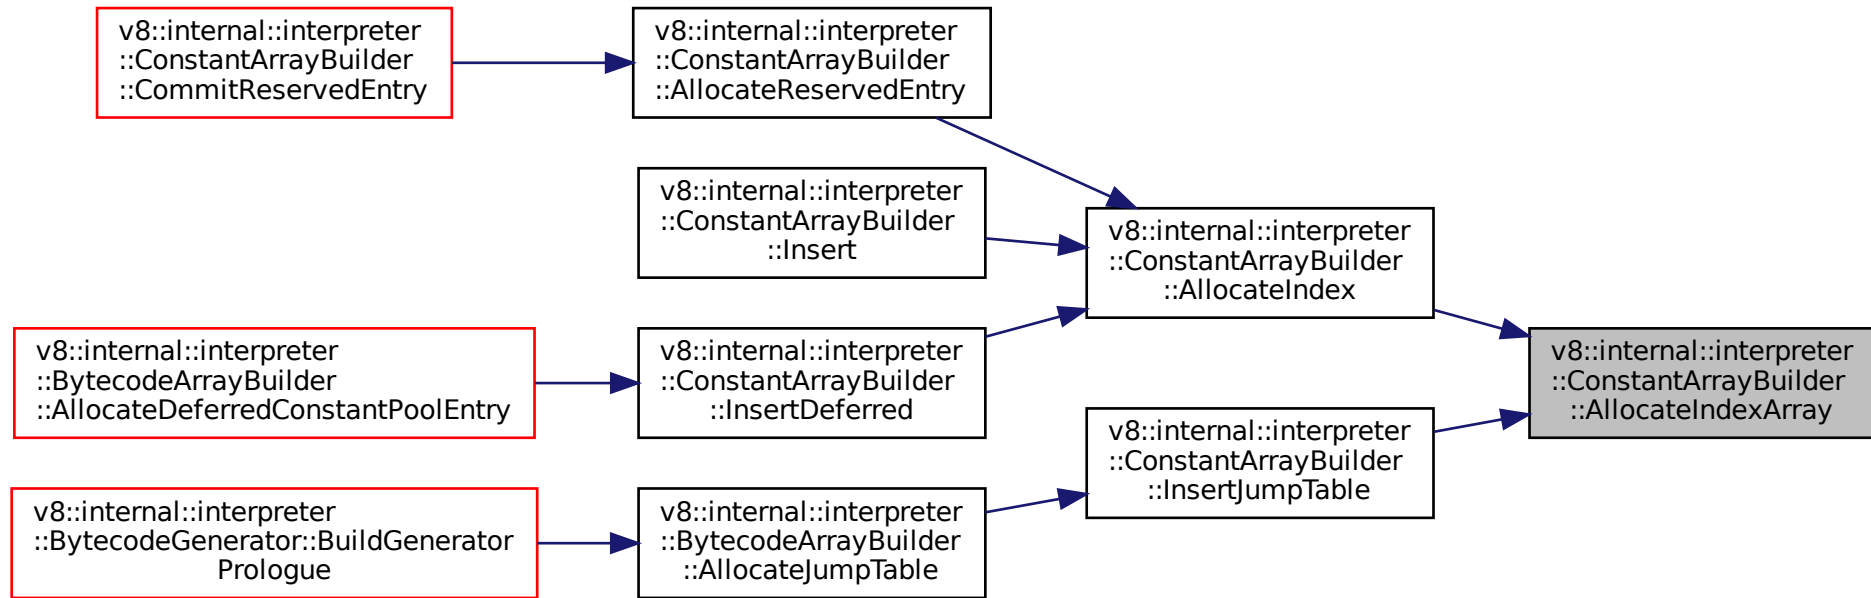 v8::internal::interpreter
::ConstantArrayBuilder
::CommitReservedEntry
v8::internal::interpreter
::ConstantArrayBuilder
::AllocateReservedEntry
v8::internal::interpreter
::ConstantArrayBuilder
::Insert
v8::internal::interpreter
::ConstantArrayBuilder
::AllocateIndex
v8::internal::interpreter
::BytecodeArrayBuilder
::AllocateDeferredConstantPoolEntry
v8::internal::interpreter
::ConstantArrayBuilder
::InsertDeferred
v8::internal::interpreter
::ConstantArrayBuilder
::AllocateIndexArray
v8::internal::interpreter
::ConstantArrayBuilder
::InsertJumpTable
v8::internal::interpreter
::BytecodeGenerator::BuildGenerator
Prologue
v8::internal::interpreter
::BytecodeArrayBuilder
::AllocateJumpTable